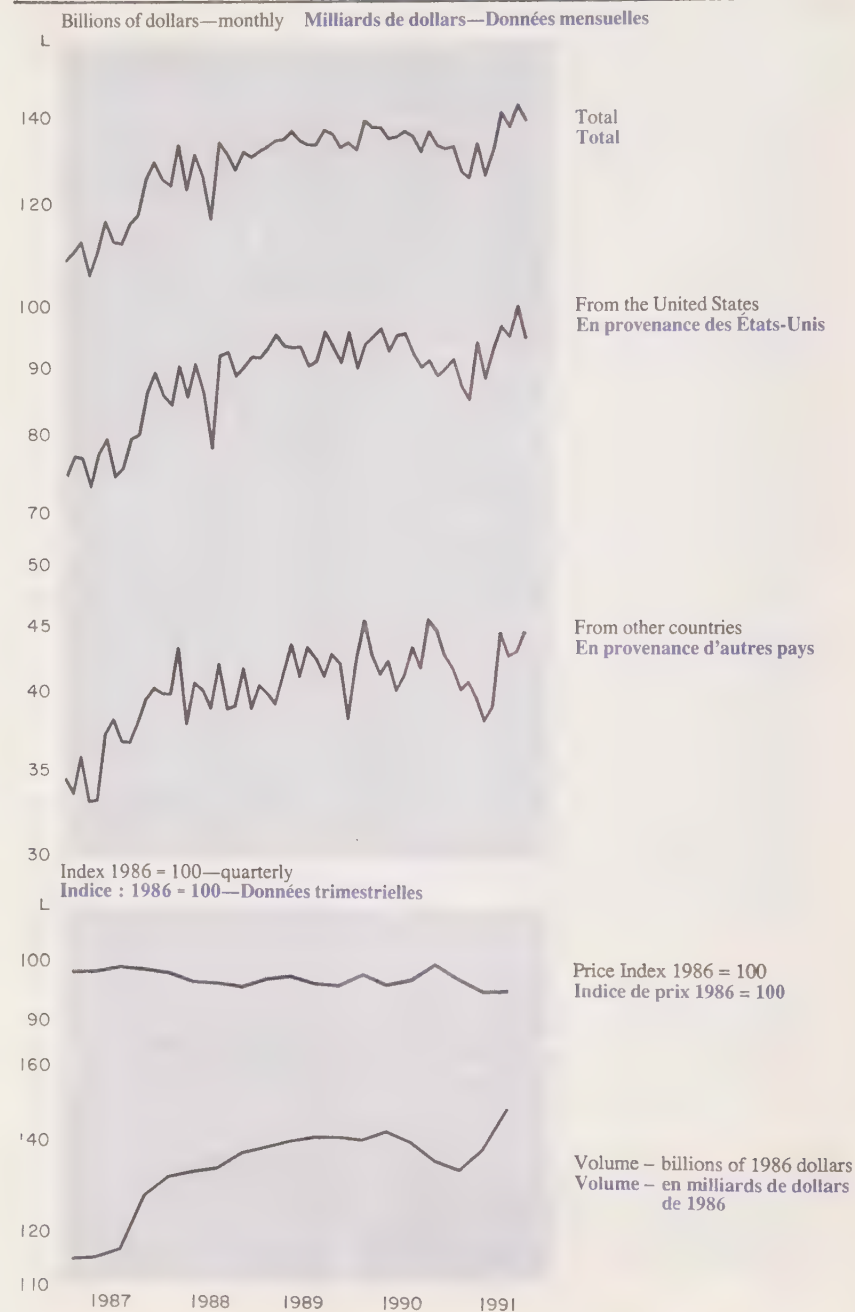 Billions of dollars—monthly Milliards de dollars—Données mensuelles
L
140
Total
Total
120
100
From the United States
En provenance des États-Unis
90
80
70
50
45
From other countries
En provenance d'autres pays
40
35
30
Index 1986 = 100—quarterly
Indice : 1986 = 100—Données trimestrielles
L
100
Price Index 1986 = 100
Indice de prix 1986 = 100
90
160
140
Volume – billions of 1986 dollars
Volume – en milliards de dollars
de 1986
120
110
1987 1988 1989 1990 1991